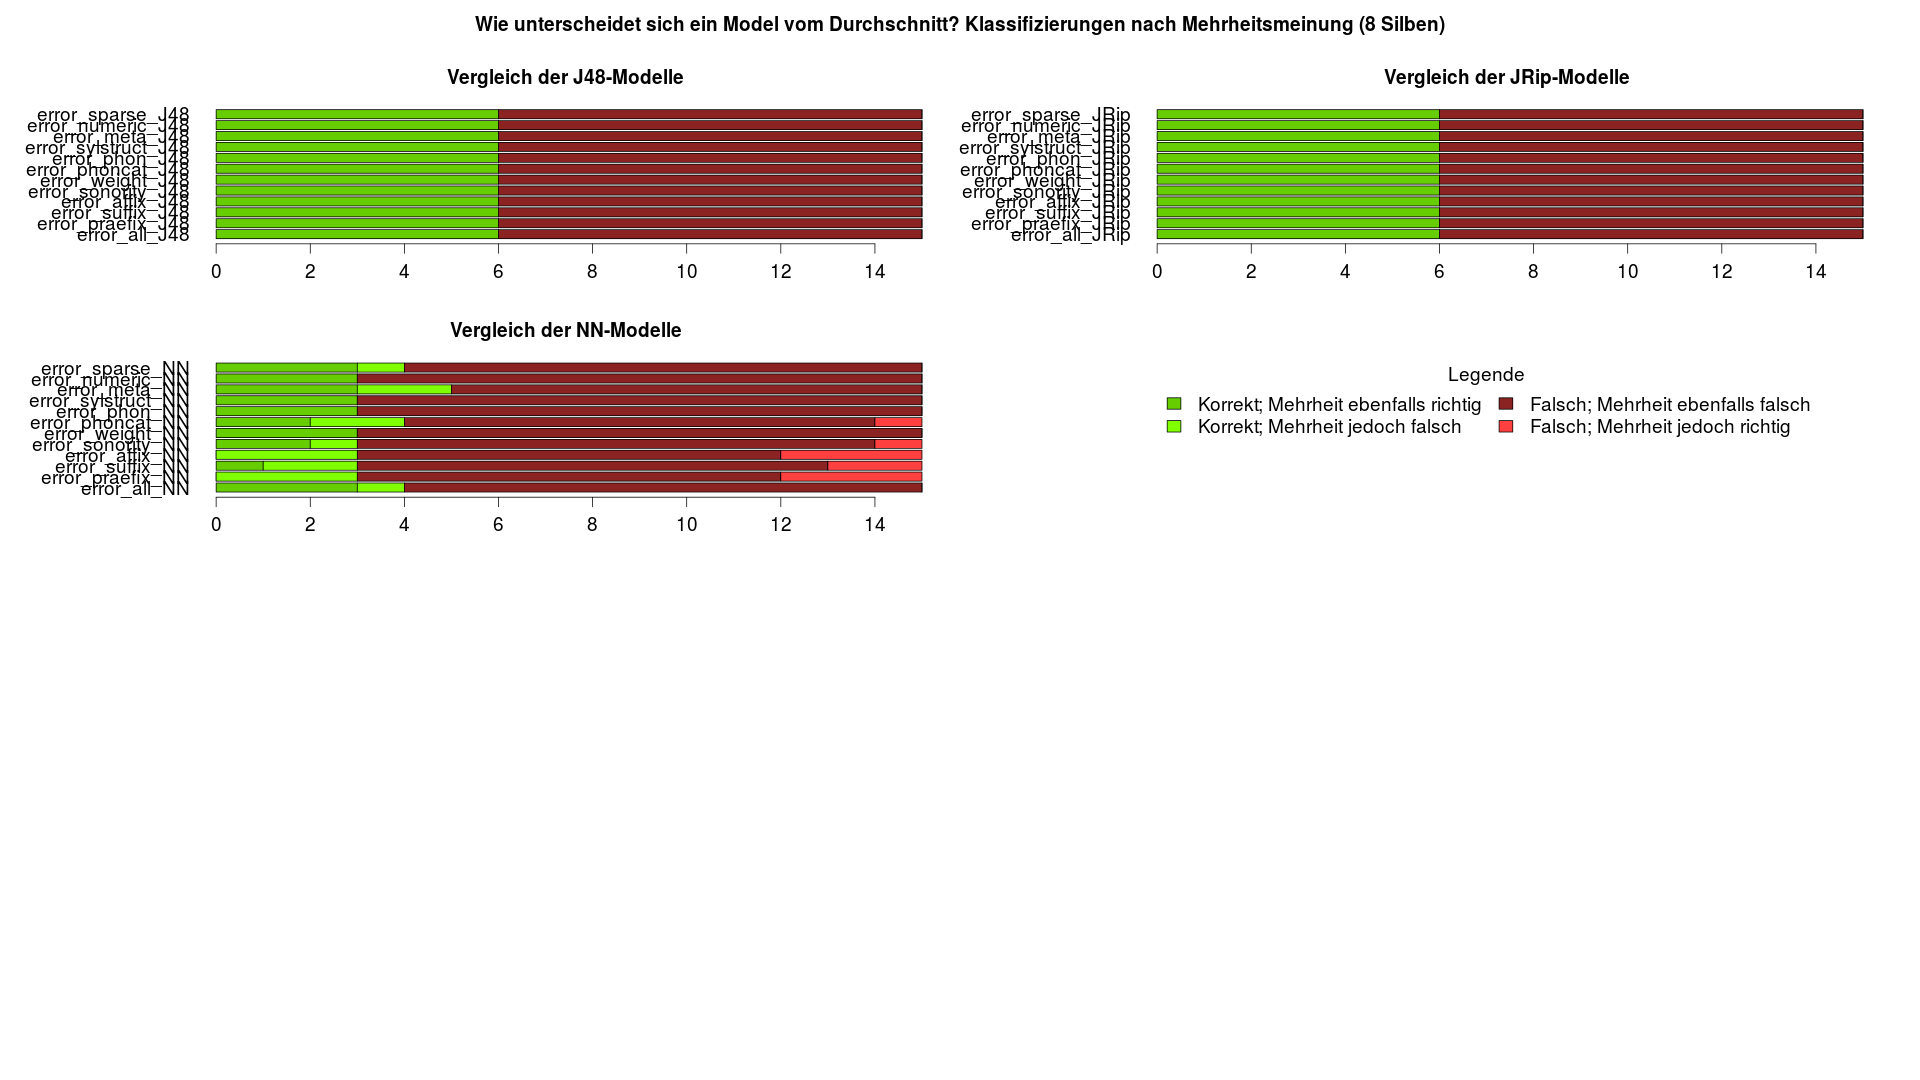 Wie unterscheidet sich ein Model vom Durchschnitt? Klassifizierungen nach Mehrheitsmeinung (8 Silben)
Vergleich der J48-Modelle
error_sparse_J48
error_numeric_J48
error_meta_J48
error_sylstruct_J48
error_phon_J48
error_phoncat_J48
error_weight_J48
error_sonority_J48
error_affix_J48
error_suffix_J48
error_praefix_J48
error_all_J48
0 2 4 6 8 10 12 14
Vergleich der JRip-Modelle
error_sparse_JRip
error_numeric_JRip
error_meta_JRip
error_sylstruct_JRip
error_phon_JRip
error_phoncat_JRip
error_weight_JRip
error_sonority_JRip
error_affix_JRip
error_suffix_JRip
error_praefix_JRip
error_all_JRip
0 2 4 6 8 10 12 14
Vergleich der NN-Modelle
error_sparse_NN
error_numeric_NN
error_meta_NN
error_sylstruct_NN
error_phon_NN
error_phoncat_NN
error_weight_NN
error_sonority_NN
error_affix_NN
error_suffix_NN
error_praefix_NN
error_all_NN
0 2 4 6 8 10 12 14
Legende
Korrekt; Mehrheit ebenfalls richtig
Korrekt; Mehrheit jedoch falsch
Falsch; Mehrheit ebenfalls falsch
Falsch; Mehrheit jedoch richtig